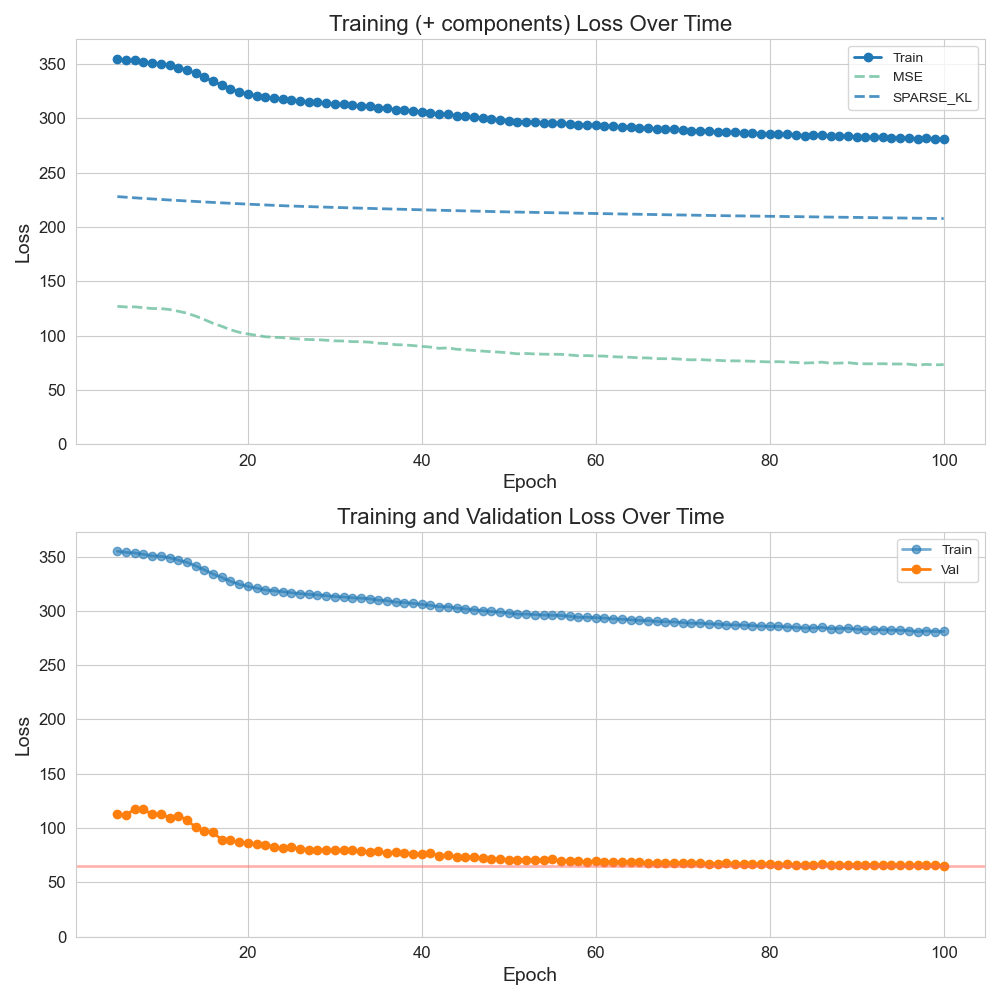 Training (+ components) Loss Over Time
Train
MSE
SPARSE_KL
350
300
250
200
150
100
50
0
Loss
20 40 60 80 100
Epoch
Training and Validation Loss Over Time
Train
Val
350
300
250
200
150
100
50
0
Loss
20 40 60 80 100
Epoch